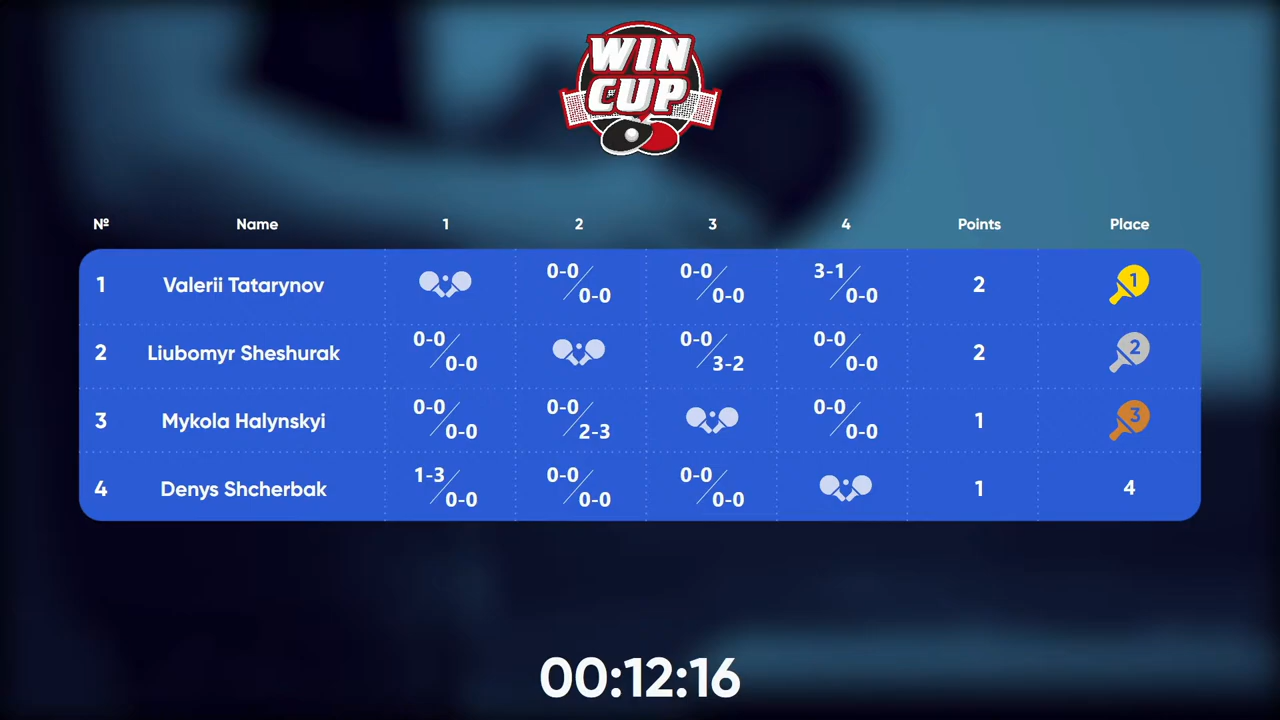 WIN
CUP
№ Name 1 2 3 4 Points Place
1 Valerii Tatarynov 0-0/0-0 0-0/0-0 3-1/0-0 2 1
2 Liubomyr Sheshurak 0-0/0-0 0-0/3-2 0-0/0-0 2 2
3 Mykola Halynskyi 0-0/0-0 0-0/2-3 0-0/0-0 1 3
4 Denys Shcherbak 1-3/0-0 0-0/0-0 0-0/0-0 1 4
00:12:16